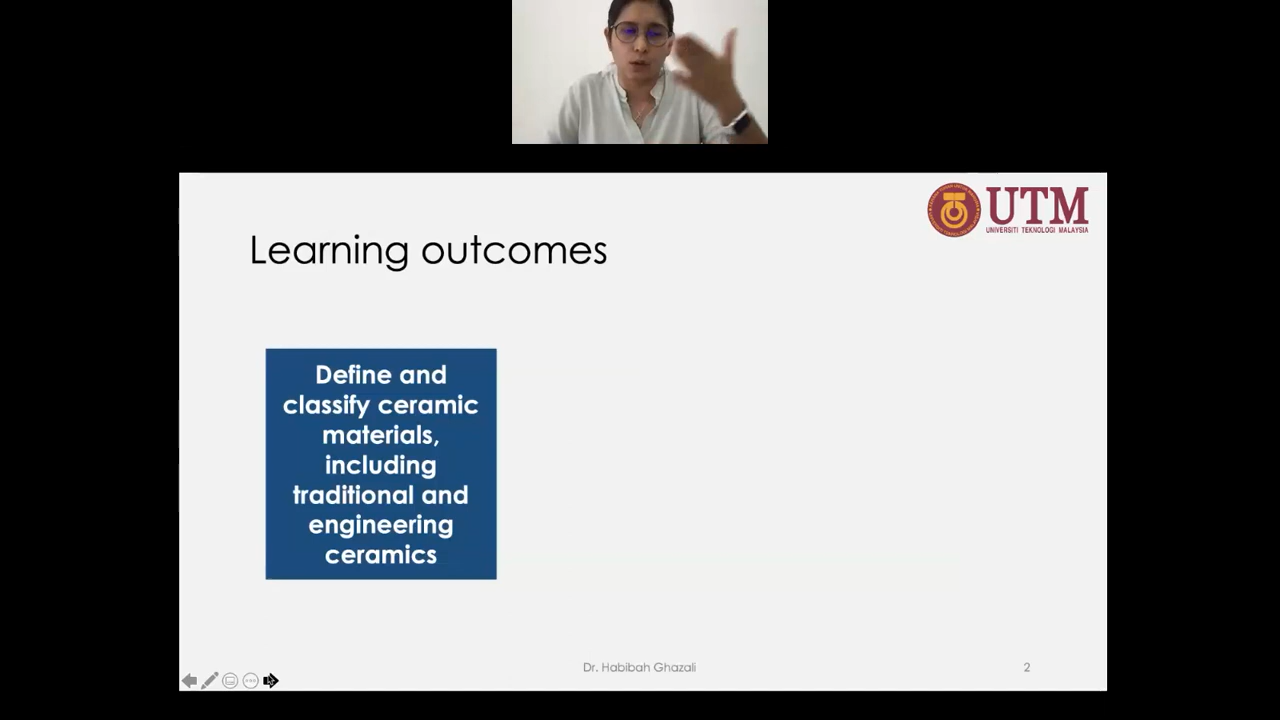 UTM
UNIVERSITI TEKNOLOGI MALAYSIA
Learning outcomes
Define and
classify ceramic
materials,
including
traditional and
engineering
ceramics
Dr. Habibah Ghazali
2